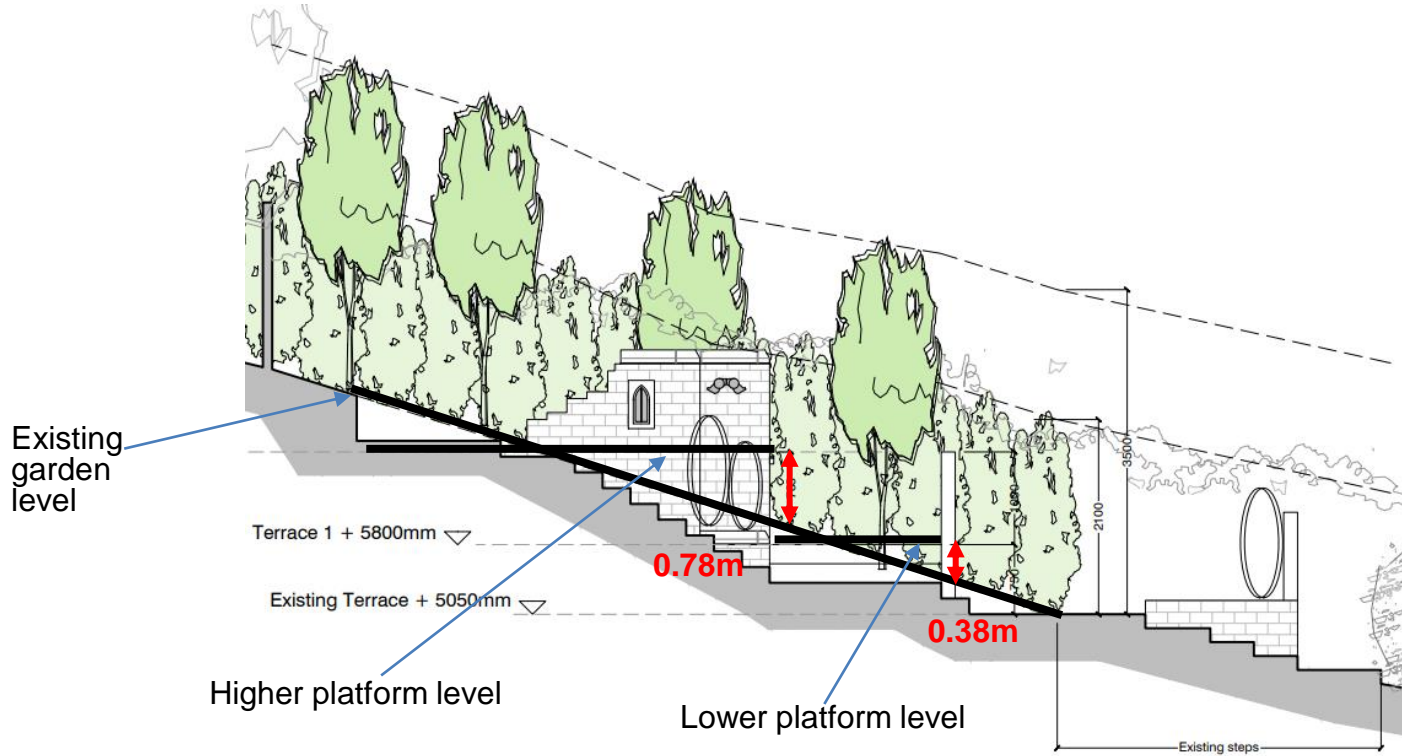 Existing
garden
level
Terrace 1 + 5800mm
Existing Terrace + 5050mm
0.78m
0.38m
2100
3500
Higher platform level
Lower platform level
Existing steps